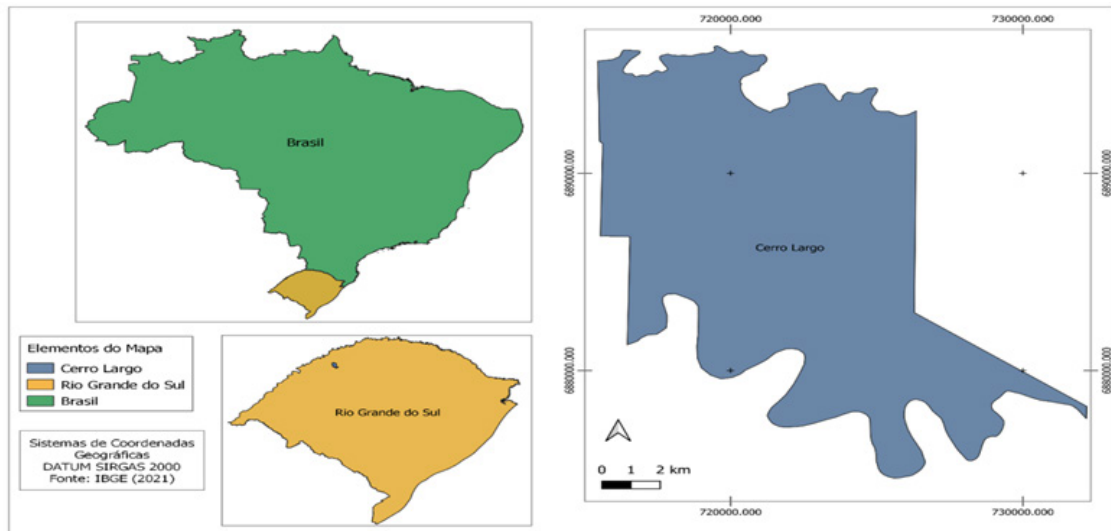 Brasil
Elementos do Mapa
Cerro Largo
Rio Grande do Sul
Brasil
Sistemas de Coordenadas
Geográficas
DATUM SIRGAS 2000
Fonte: IBGE (2021)
Rio Grande do Sul
720000.000
730000.000
6890000.000
6890000.000
Cerro Largo
6880000.000
6880000.000
0 1 2 km
720000.000
730000.000